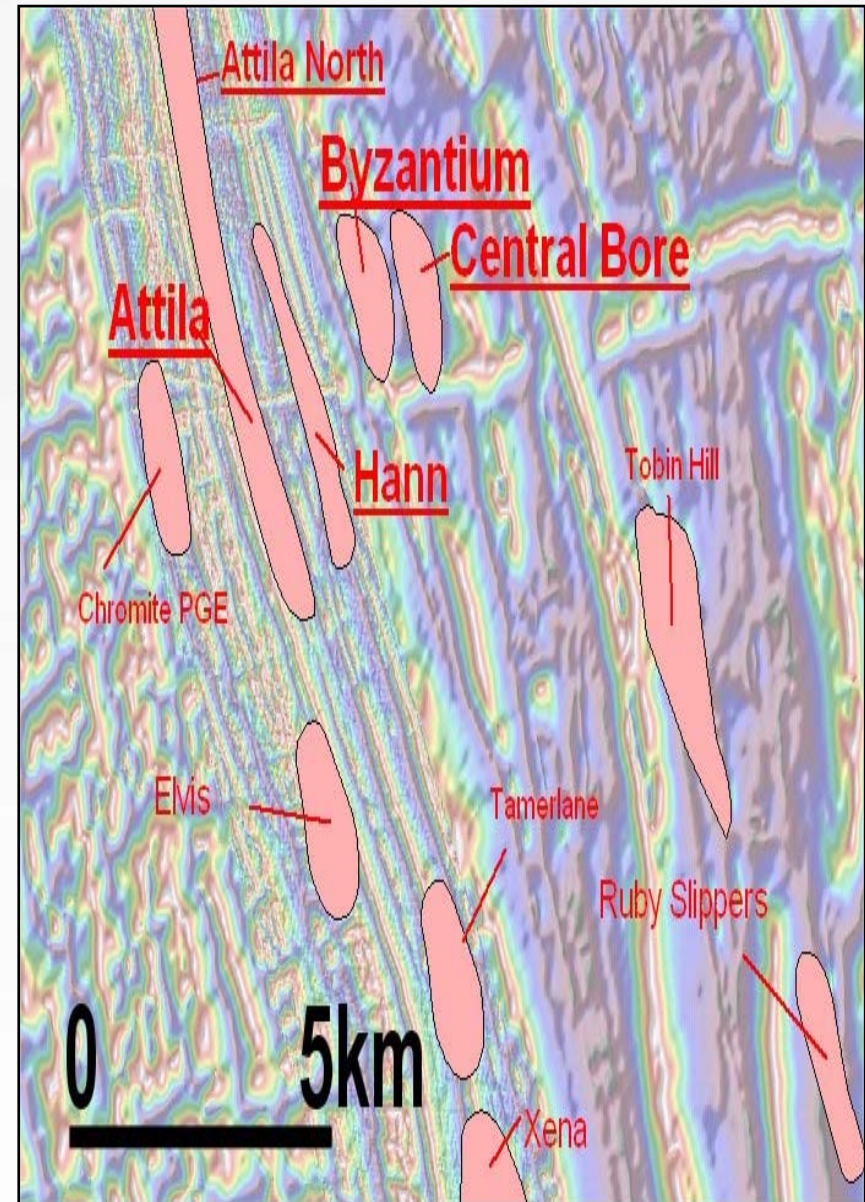 Attila North
Byzantium
Central Bore
Attila
Hann
Tobin Hill
Chromite PGE
Elvis
Tamerlane
Ruby Slippers
0 5km
Xena